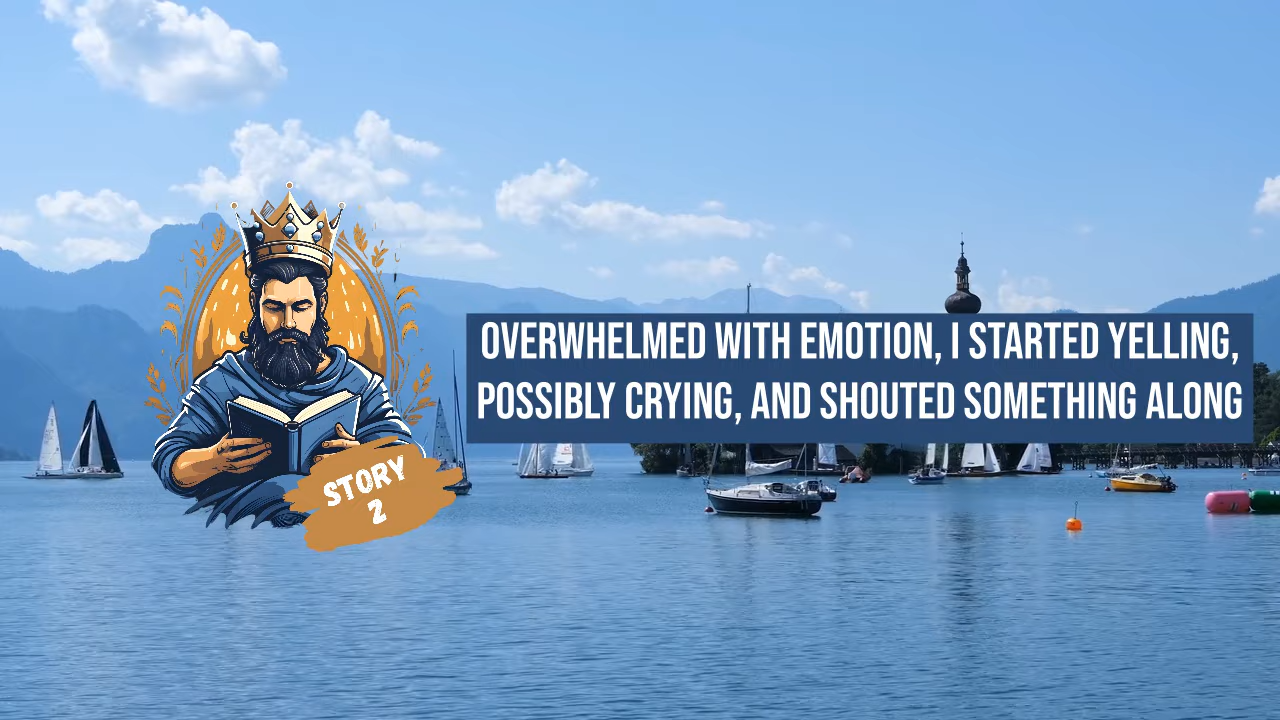 OVERWHELMED WITH EMOTION, I STARTED YELLING,
POSSIBLY CRYING, AND SHOUTED SOMETHING ALONG
STORY
2